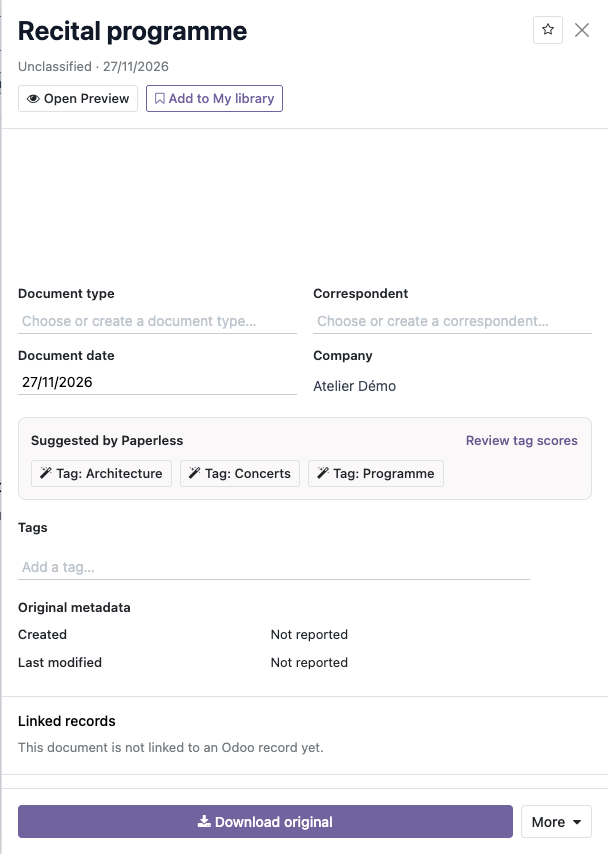 Recital programme
Unclassified · 27/11/2026
Open Preview
Add to My library
Document type
Correspondent
Choose or create a document type...
Choose or create a correspondent...
Document date
Company
27/11/2026
Atelier Démo
Suggested by Paperless
Review tag scores
Tag: Architecture
Tag: Concerts
Tag: Programme
Tags
Add a tag...
Original metadata
Created
Not reported
Last modified
Not reported
Linked records
This document is not linked to an Odoo record yet.
Download original
More